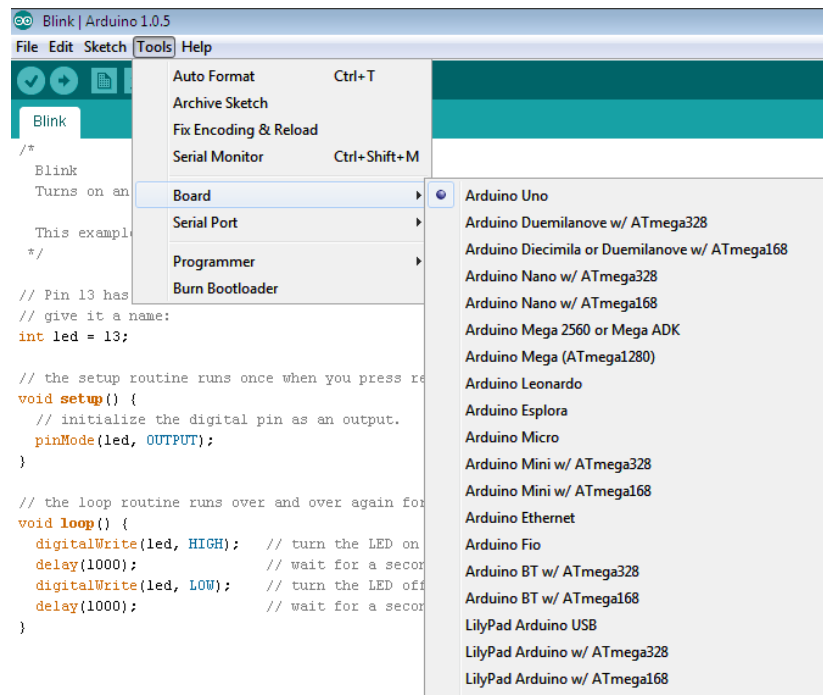 Blink | Arduino 1.0.5
File Edit Sketch Tools Help
Auto Format Ctrl+T
Archive Sketch
Fix Encoding & Reload
Serial Monitor Ctrl+Shift+M
Board
Serial Port
Programmer
Burn Bootloader
Arduino Uno
Arduino Duemilanove w/ ATmega328
Arduino Diecimila or Duemilanove w/ ATmega168
Arduino Nano w/ ATmega328
Arduino Nano w/ ATmega168
Arduino Mega 2560 or Mega ADK
Arduino Mega (ATmega1280)
Arduino Leonardo
Arduino Esplora
Arduino Micro
Arduino Mini w/ ATmega328
Arduino Mini w/ ATmega168
Arduino Ethernet
Arduino Fio
Arduino BT w/ ATmega328
Arduino BT w/ ATmega168
LilyPad Arduino USB
LilyPad Arduino w/ ATmega328
LilyPad Arduino w/ ATmega168
Blink
/*
Blink
Turns on an
This exampl
*/
// Pin 13 has
// give it a name:
int led = 13;
// the setup routine runs once when you press re
void setup() {
// initialize the digital pin as an output.
pinMode(led, OUTPUT);
}
// the loop routine runs over and over again for
void loop() {
digitalWrite(led, HIGH); // turn the LED on
delay(1000); // wait for a secon
digitalWrite(led, LOW); // turn the LED off
delay(1000); // wait for a secon
}